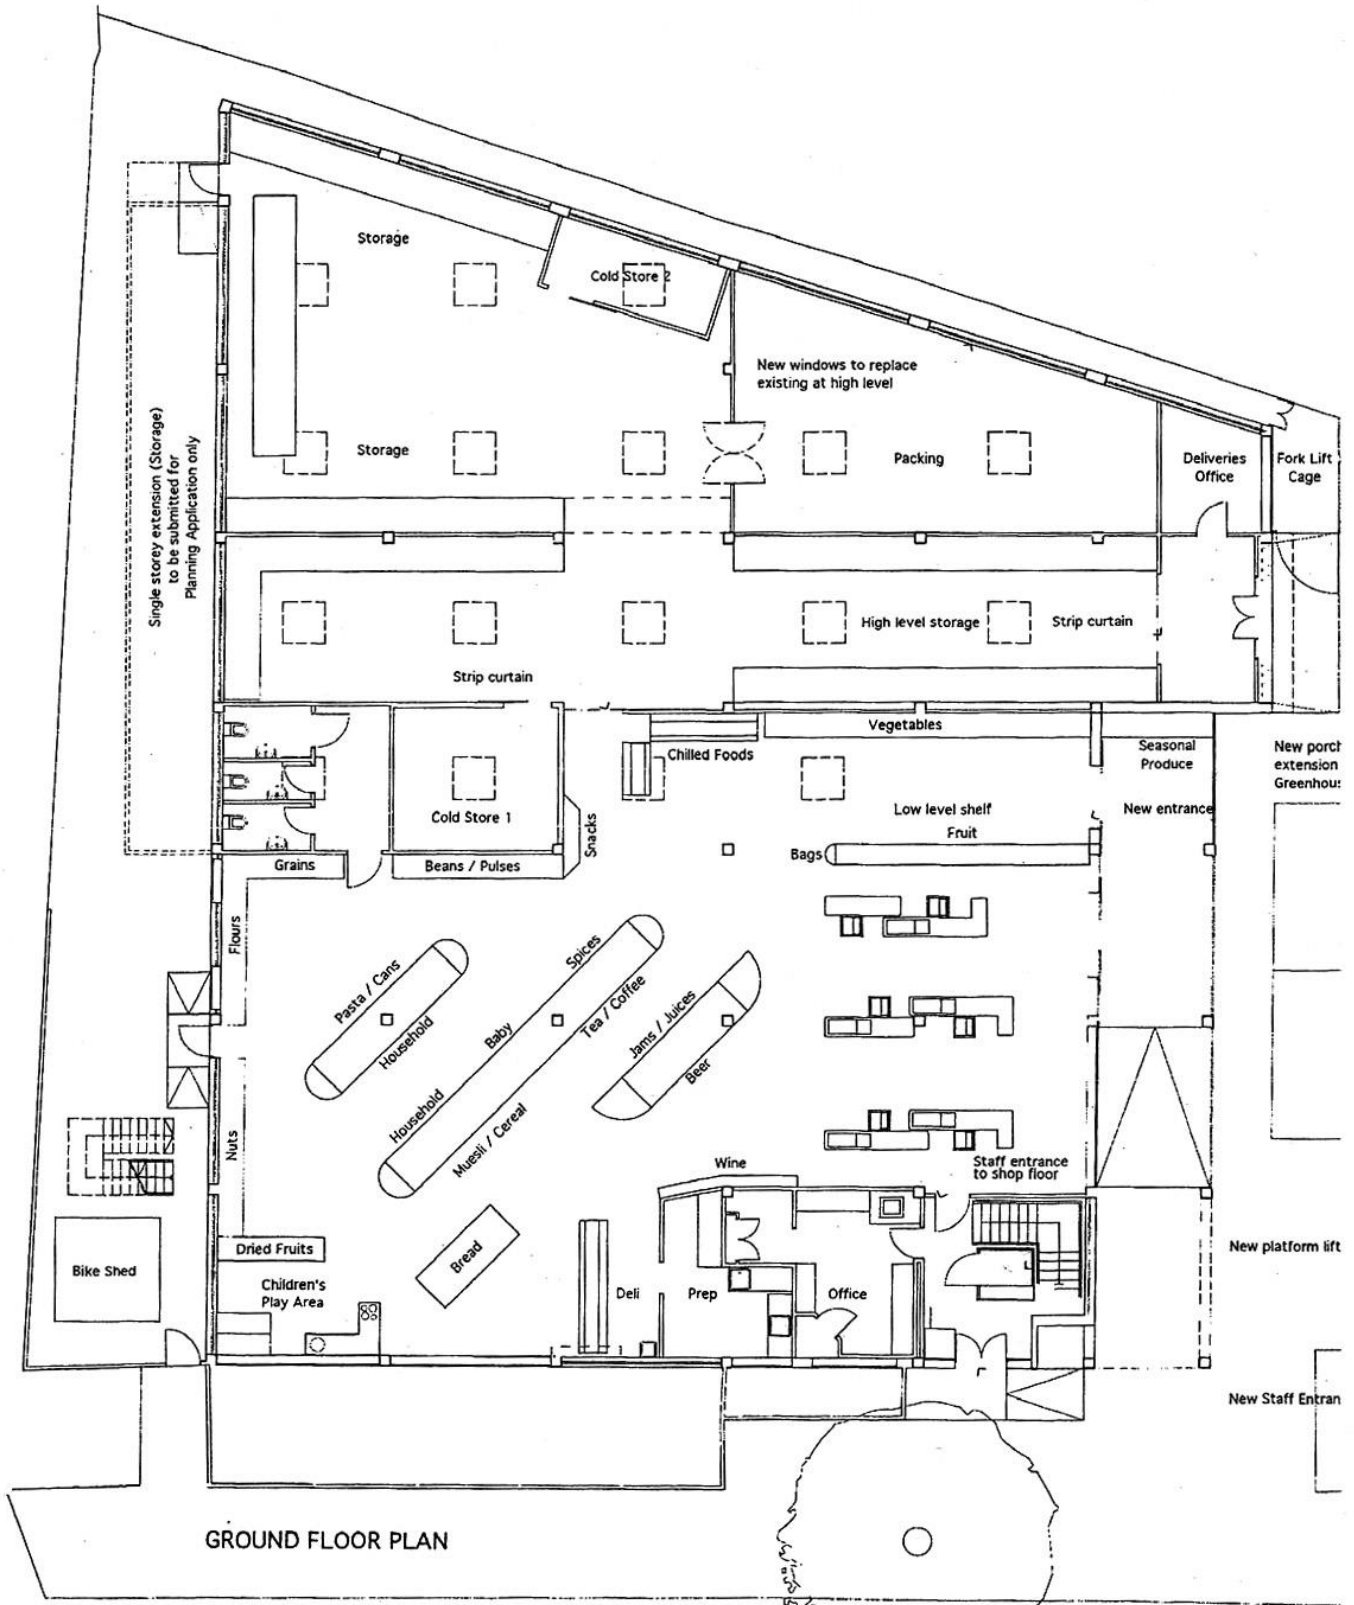 Storage
Cold Store 2
New windows to replace
existing at high level
Storage
Packing
Deliveries
Office
Fork Lift
Cage
Single storey extension (Storage)
to be submitted for
Planning Application only
High level storage
Strip curtain
Strip curtain
Vegetables
Chilled Foods
Seasonal
Produce
New porch
extension
Greenhous
Cold Store 1
Snacks
Low level shelf
New entrance
Fruit
Bags
Grains
Beans / Pulses
Flours
Pasta / Cans
Household
Spices
Baby
Tea / Coffee
Household
Muesli / Cereal
Jams / Juices
Beer
Nuts
Wine
Staff entrance
to shop floor
Dried Fruits
Bread
New platform lift
Bike Shed
Children's
Play Area
Deli
Prep
Office
New Staff Entran
GROUND FLOOR PLAN